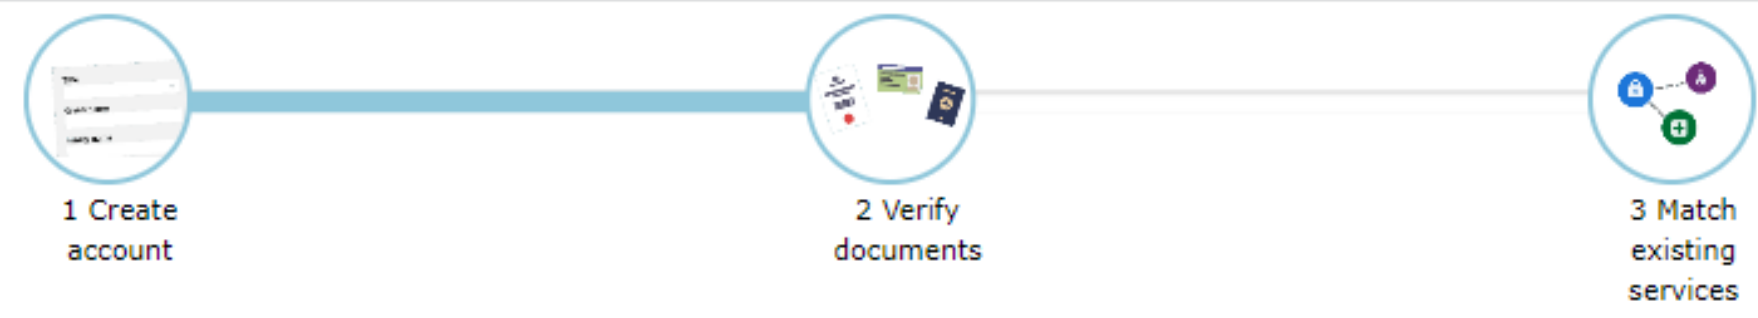 1 Create
account
2 Verify
documents
3 Match
existing
services